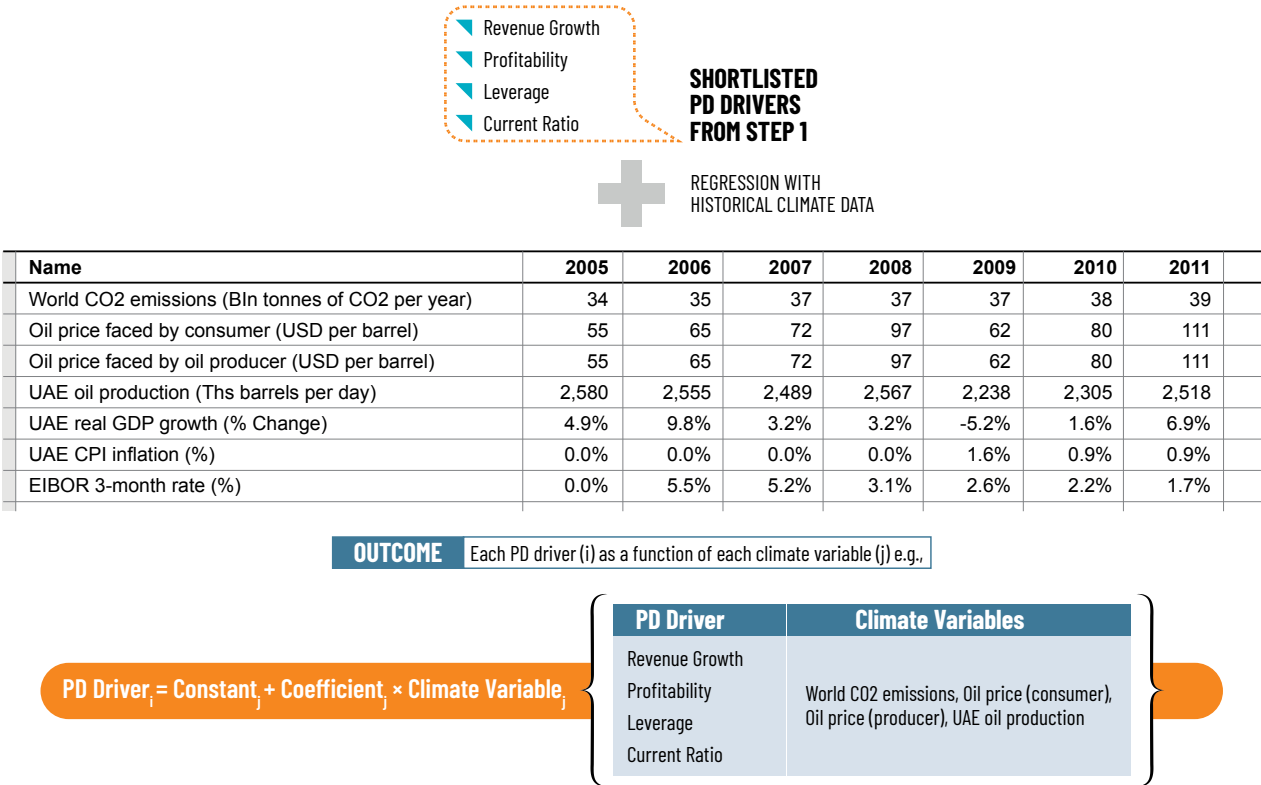 Revenue Growth
Profitability
Leverage
Current Ratio
SHORTLISTED
PD DRIVERS
FROM STEP 1
REGRESSION WITH
HISTORICAL CLIMATE DATA
Name 2005 2006 2007 2008 2009 2010 2011
World CO2 emissions (Bln tonnes of CO2 per year) 34 35 37 37 37 38 39
Oil price faced by consumer (USD per barrel) 55 65 72 97 62 80 111
Oil price faced by oil producer (USD per barrel) 55 65 72 97 62 80 111
UAE oil production (Ths barrels per day) 2,580 2,555 2,489 2,567 2,238 2,305 2,518
UAE real GDP growth (% Change) 4.9% 9.8% 3.2% 3.2% -5.2% 1.6% 6.9%
UAE CPI inflation (%) 0.0% 0.0% 0.0% 0.0% 1.6% 0.9% 0.9%
EIBOR 3-month rate (%) 0.0% 5.5% 5.2% 3.1% 2.6% 2.2% 1.7%
OUTCOME Each PD driver (i) as a function of each climate variable (j) e.g.,
PD Driver_i = Constant_j + Coefficient_j × Climate Variable_j
PD Driver Climate Variables
Revenue Growth
Profitability
Leverage
Current Ratio
World CO2 emissions, Oil price (consumer),
Oil price (producer), UAE oil production